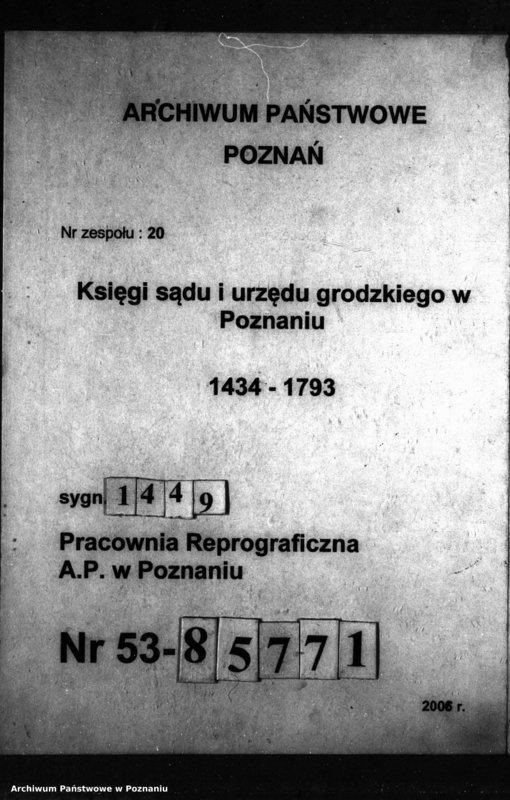 ARCHIWUM PAŃSTWOWE
POZNAŃ
Nr zespołu : 20
Księgi sądu i urzędu grodzkiego w
Poznaniu
1434 - 1793
sygn. 1449
Pracownia Reprograficzna
A.P. w Poznaniu
Nr 53-85771
2006 r.
Archiwum Państwowe w Poznaniu